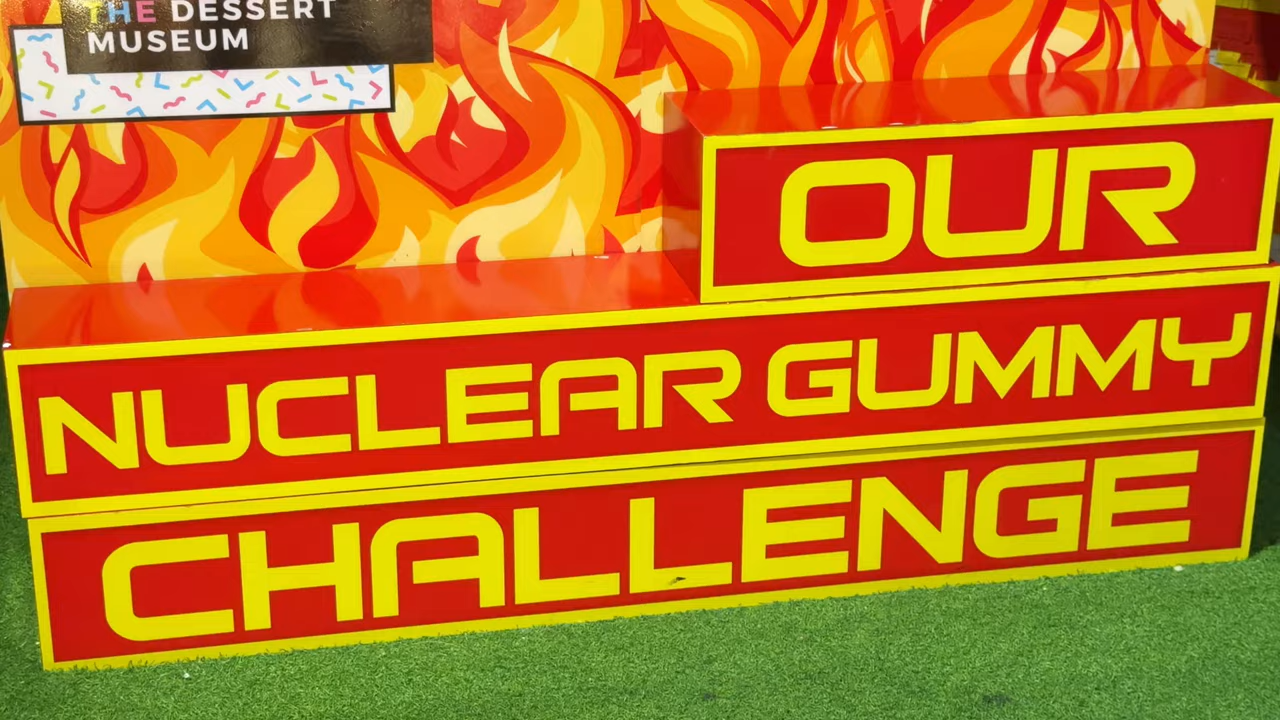 THE DESSERT
MUSEUM
OUR
NUCLEAR GUMMY
CHALLENGE